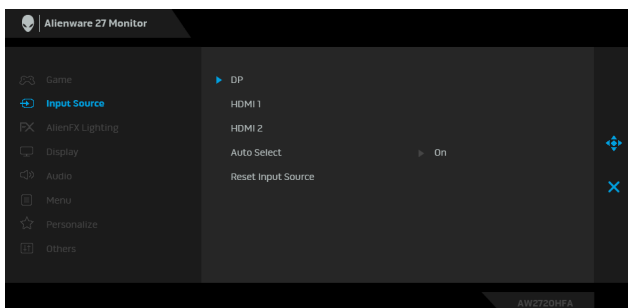 Alienware 27 Monitor
Game
Input Source
AlienFX Lighting
Display
Audio
Menu
Personalize
Others
DP
HDMI 1
HDMI 2
Auto Select On
Reset Input Source
AW2720HFA